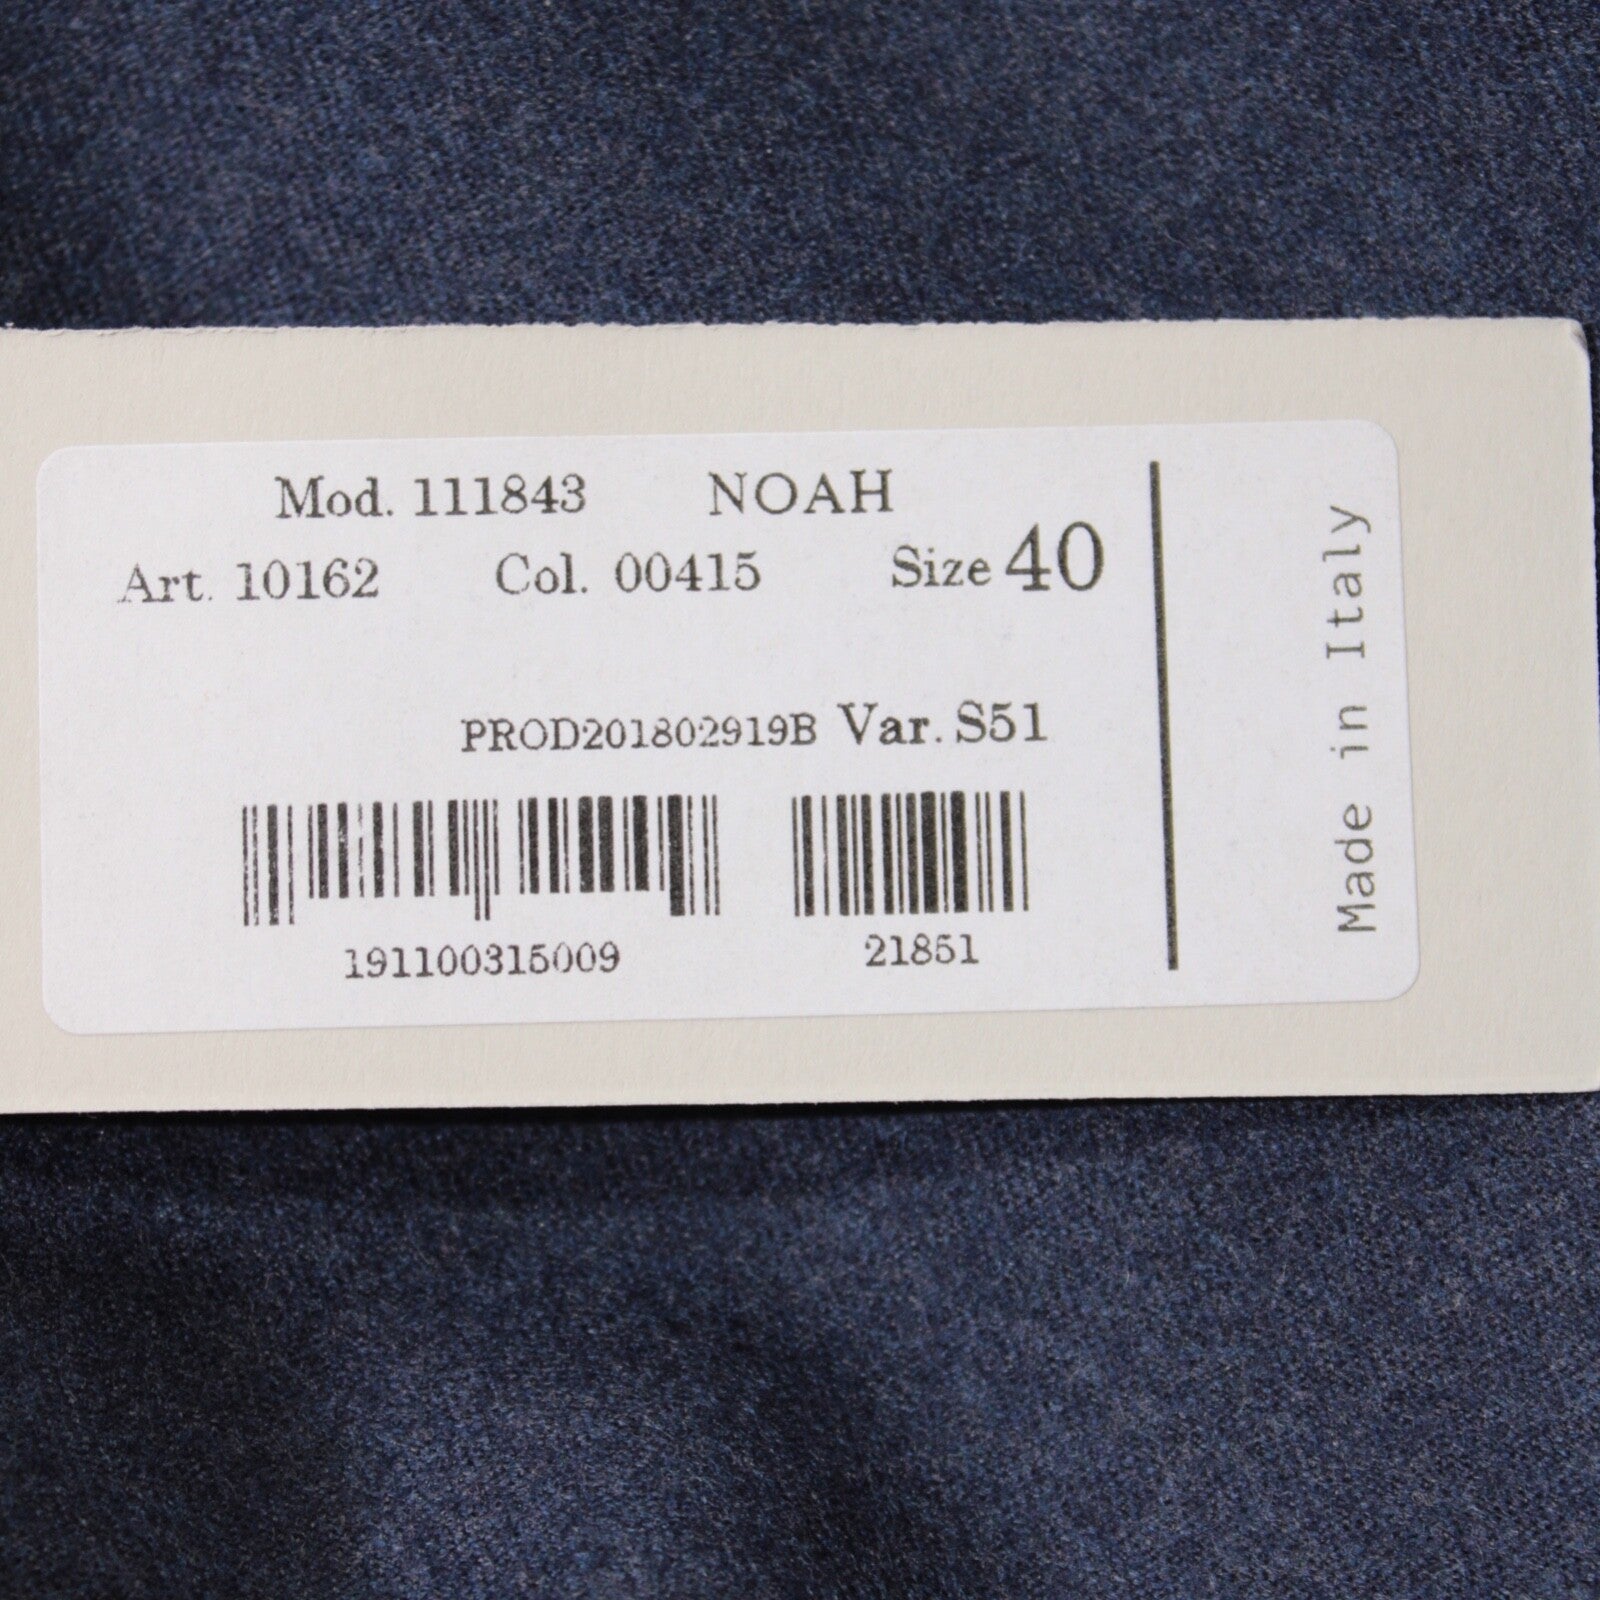 Mod. 111843 NOAH
Art. 10162 Col. 00415 Size 40
PROD201802919B Var. S51
191100315009 21851
Made in Italy